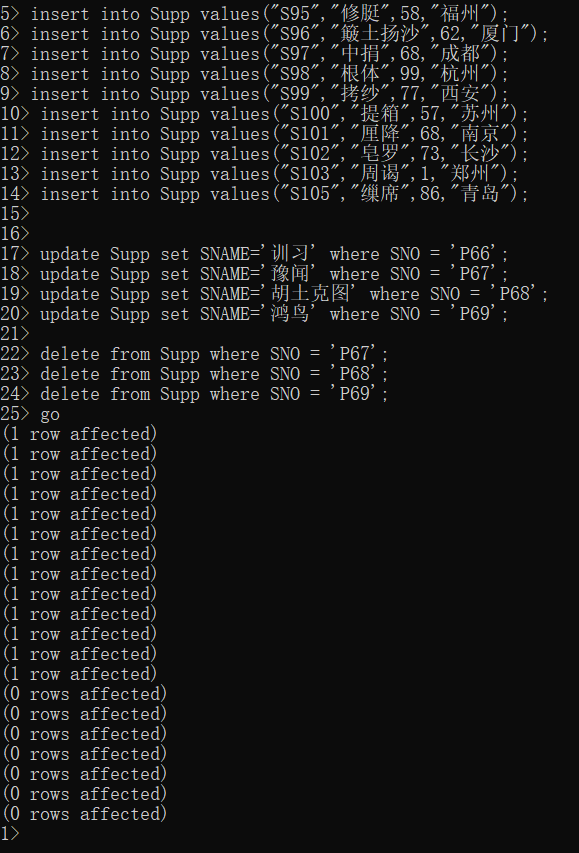 5> insert into Supp values("S95","修艇",58,"福州");
6> insert into Supp values("S96","簸土扬沙",62,"厦门");
7> insert into Supp values("S97","中捐",68,"成都");
8> insert into Supp values("S98","根体",99,"杭州");
9> insert into Supp values("S99","拷纱",77,"西安");
10> insert into Supp values("S100","提箱",57,"苏州");
11> insert into Supp values("S101","厘降",68,"南京");
12> insert into Supp values("S102","皂罗",73,"长沙");
13> insert into Supp values("S103","周谒",1,"郑州");
14> insert into Supp values("S105","缫席",86,"青岛");
15>
16>
17> update Supp set SNAME='训习' where SNO = 'P66';
18> update Supp set SNAME='豫闻' where SNO = 'P67';
19> update Supp set SNAME='胡土克图' where SNO = 'P68';
20> update Supp set SNAME='鸿鸟' where SNO = 'P69';
21>
22> delete from Supp where SNO = 'P67';
23> delete from Supp where SNO = 'P68';
24> delete from Supp where SNO = 'P69';
25> go
(1 row affected)
(1 row affected)
(1 row affected)
(1 row affected)
(1 row affected)
(1 row affected)
(1 row affected)
(1 row affected)
(1 row affected)
(1 row affected)
(1 row affected)
(1 row affected)
(1 row affected)
(0 rows affected)
(0 rows affected)
(0 rows affected)
(0 rows affected)
(0 rows affected)
(0 rows affected)
(0 rows affected)
1>